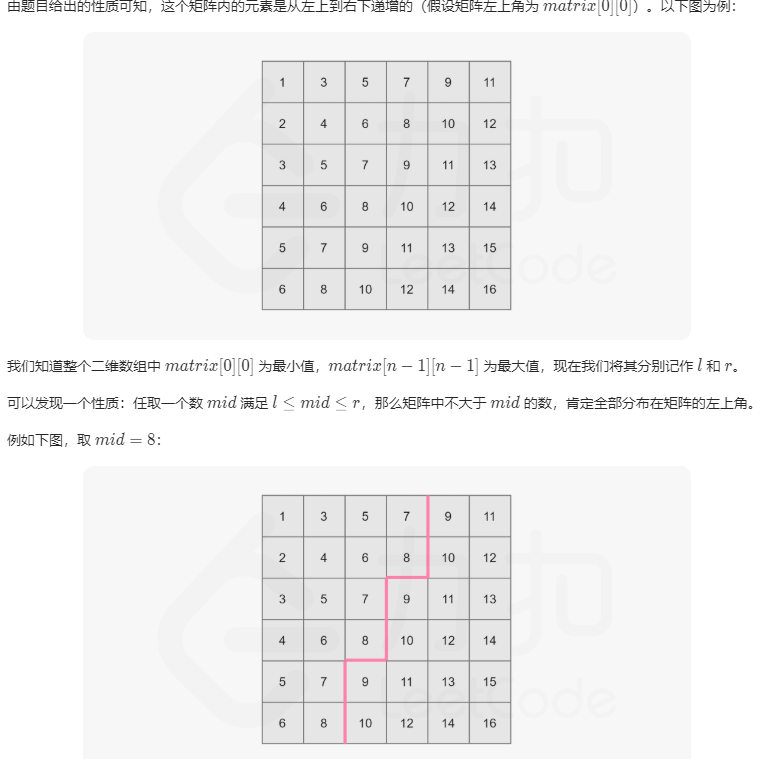 由题目给出的性质可知，这个矩阵内的元素是从左上到右下递增的（假设矩阵左上角为 matrix[0][0]）。以下图为例：
1 3 5 7 9 11
2 4 6 8 10 12
3 5 7 9 11 13
4 6 8 10 12 14
5 7 9 11 13 15
6 8 10 12 14 16
力扣
LeetCode
我们知道整个二维数组中 matrix[0][0] 为最小值，matrix[n − 1][n − 1] 为最大值，现在我们将其分别记作 l 和 r。
可以发现一个性质：任取一个数 mid 满足 l ≤ mid ≤ r，那么矩阵中不大于 mid 的数，肯定全部分布在矩阵的左上角。
例如下图，取 mid = 8：
1 3 5 7 9 11
2 4 6 8 10 12
3 5 7 9 11 13
4 6 8 10 12 14
5 7 9 11 13 15
6 8 10 12 14 16
力扣
LeetCode